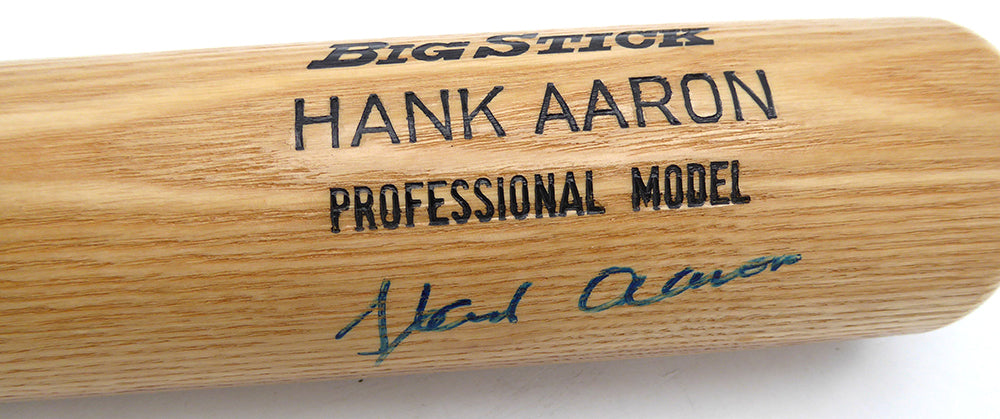 BIG STICK
HANK AARON
PROFESSIONAL MODEL
Hank Aaron